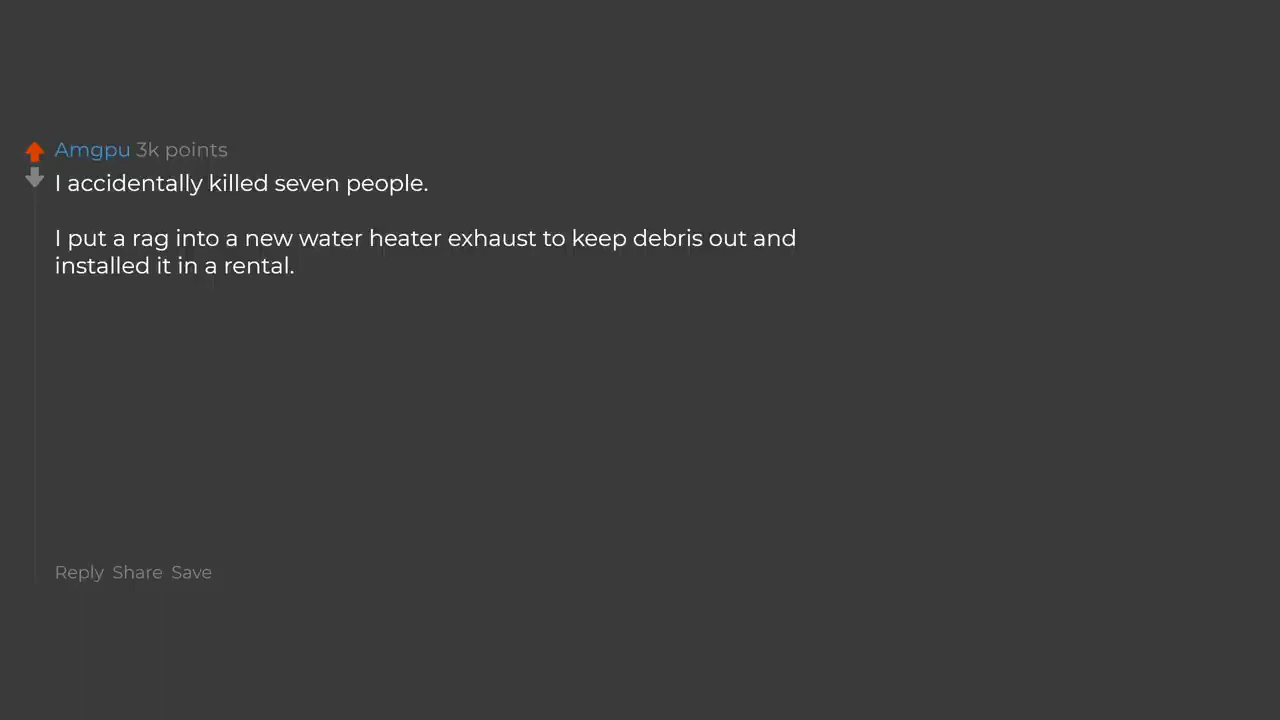 Amgpu 3k points
I accidentally killed seven people.
I put a rag into a new water heater exhaust to keep debris out and
installed it in a rental.
Reply Share Save